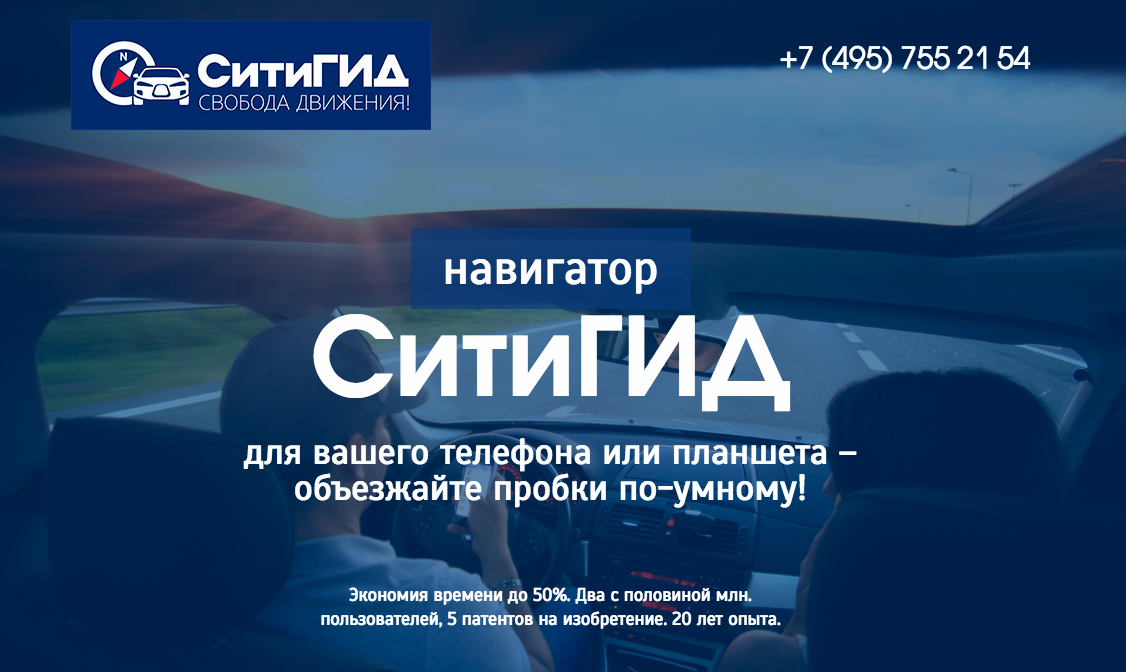 N
СитиГИД
СВОБОДА ДВИЖЕНИЯ!
+7 (495) 755 21 54
навигатор
СитиГИД
для вашего телефона или планшета –
объезжайте пробки по-умному!
Экономия времени до 50%. Два с половиной млн.
пользователей, 5 патентов на изобретение. 20 лет опыта.